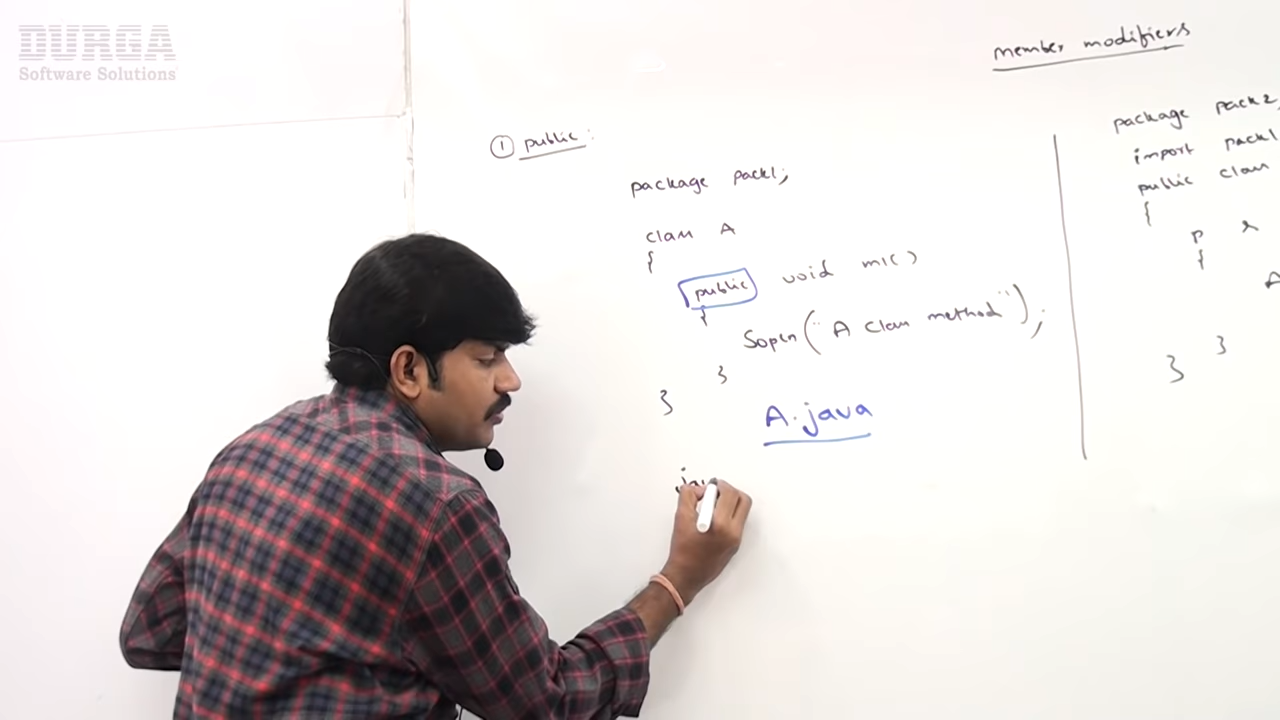 DURGA
Software Solutions
member modifiers
① public:
package pack1;
class A
{
public void m1()
{
Sopln("A class method");
}
}
A.java
package pack2;
import pack1
public class
{
p s
{
A
}
}